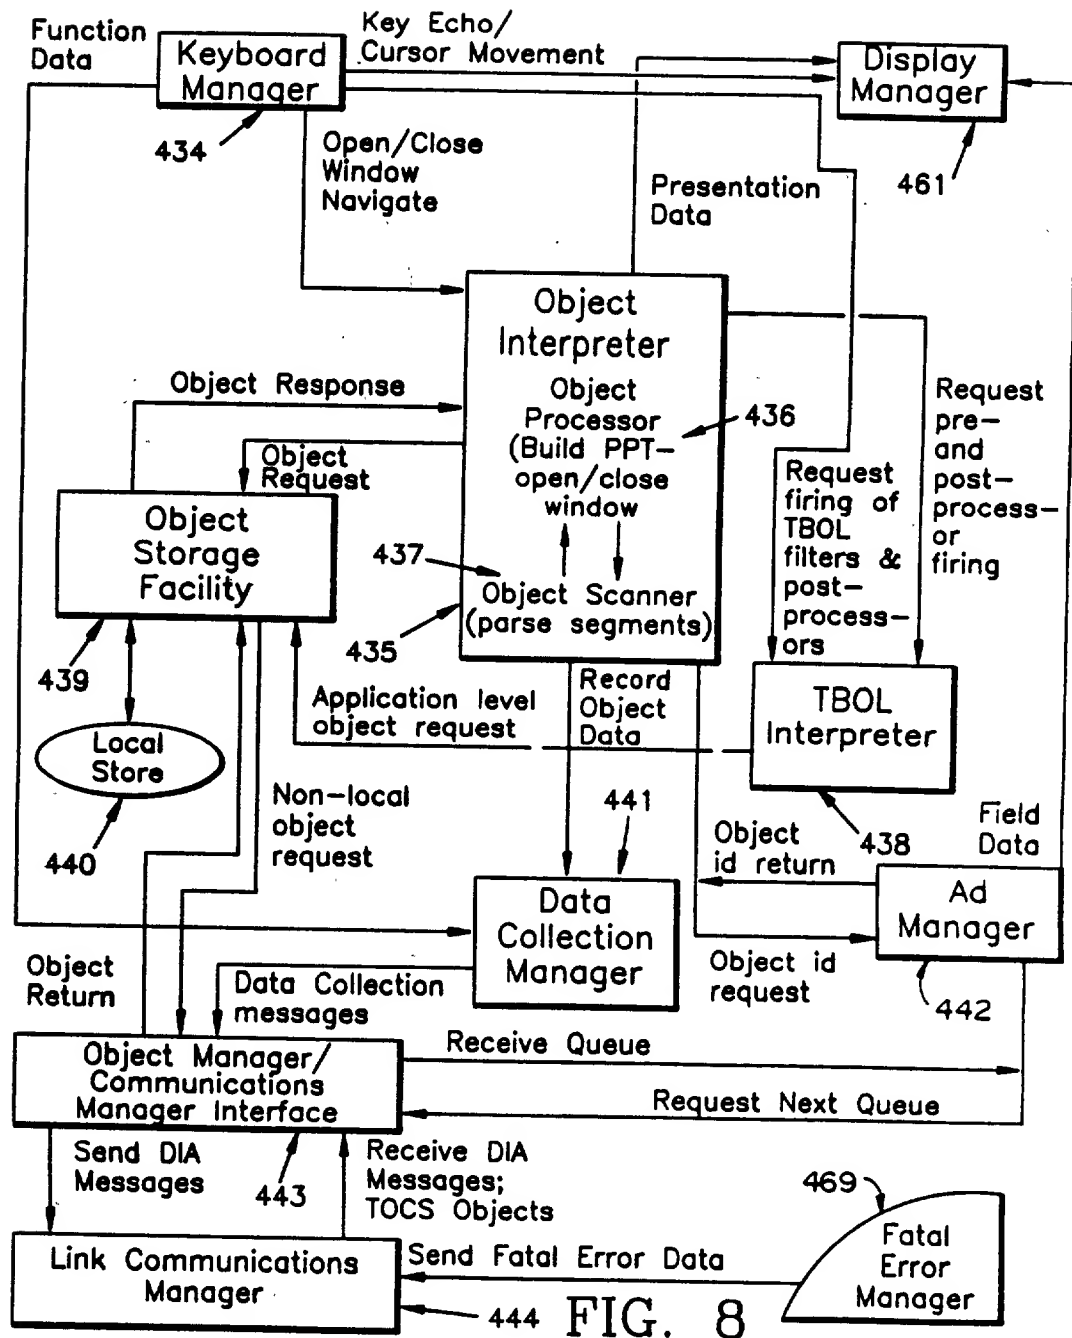 Function
Data
Keyboard
Manager
Key Echo/
Cursor Movement
Display
Manager
434
Open/Close
Window
Navigate
461
Presentation
Data
Object
Interpreter
Object
Processor
(Build PPT-
open/close
window
436
Object Response
Object
Request
Request
pre-
and
post-
process-
or
firing
Request
firing of
TBOL
filters &
post-
process-
ors
Object
Storage
Facility
437
Object Scanner
(parse segments)
435
439
Application level
object request
Record
Object
Data
TBOL
Interpreter
Local
Store
440
Non-local
object
request
441
438
Object
id return
Field
Data
Data
Collection
Manager
Ad
Manager
Object
Return
Data Collection
messages
Object id
request
442
Object Manager/
Communications
Manager Interface
Receive Queue
Request Next Queue
Send DIA
Messages
443
Receive DIA
Messages;
TOCS Objects
469
Fatal
Error
Manager
Link Communications
Manager
Send Fatal Error Data
444
FIG. 8